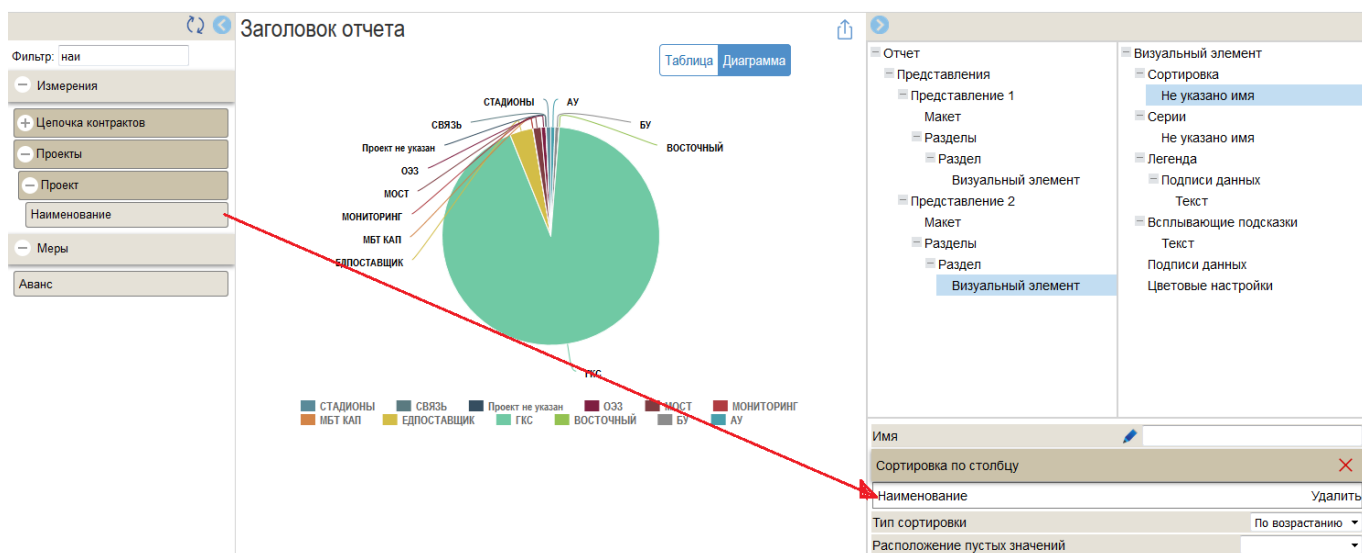 Заголовок отчета
Фильтр: наи
Измерения
Цепочка контрактов
Проекты
Проект
Наименование
Меры
Аванс
Таблица Диаграмма
СТАДИОНЫ
АУ
СВЯЗЬ
БУ
Проект не указан
ВОСТОЧНЫЙ
ОЭЗ
МОСТ
МОНИТОРИНГ
МБТ КАП
ЕДПОСТАВЩИК
ГКС
СТАДИОНЫ СВЯЗЬ Проект не указан ОЭЗ МОСТ МОНИТОРИНГ
МБТ КАП ЕДПОСТАВЩИК ГКС ВОСТОЧНЫЙ БУ АУ
Отчет
Представления
Представление 1
Макет
Разделы
Раздел
Визуальный элемент
Представление 2
Макет
Разделы
Раздел
Визуальный элемент
Визуальный элемент
Сортировка
Не указано имя
Серии
Не указано имя
Легенда
Подписи данных
Текст
Всплывающие подсказки
Текст
Подписи данных
Цветовые настройки
Имя
Сортировка по столбцу
Наименование Удалить
Тип сортировки По возрастанию
Расположение пустых значений